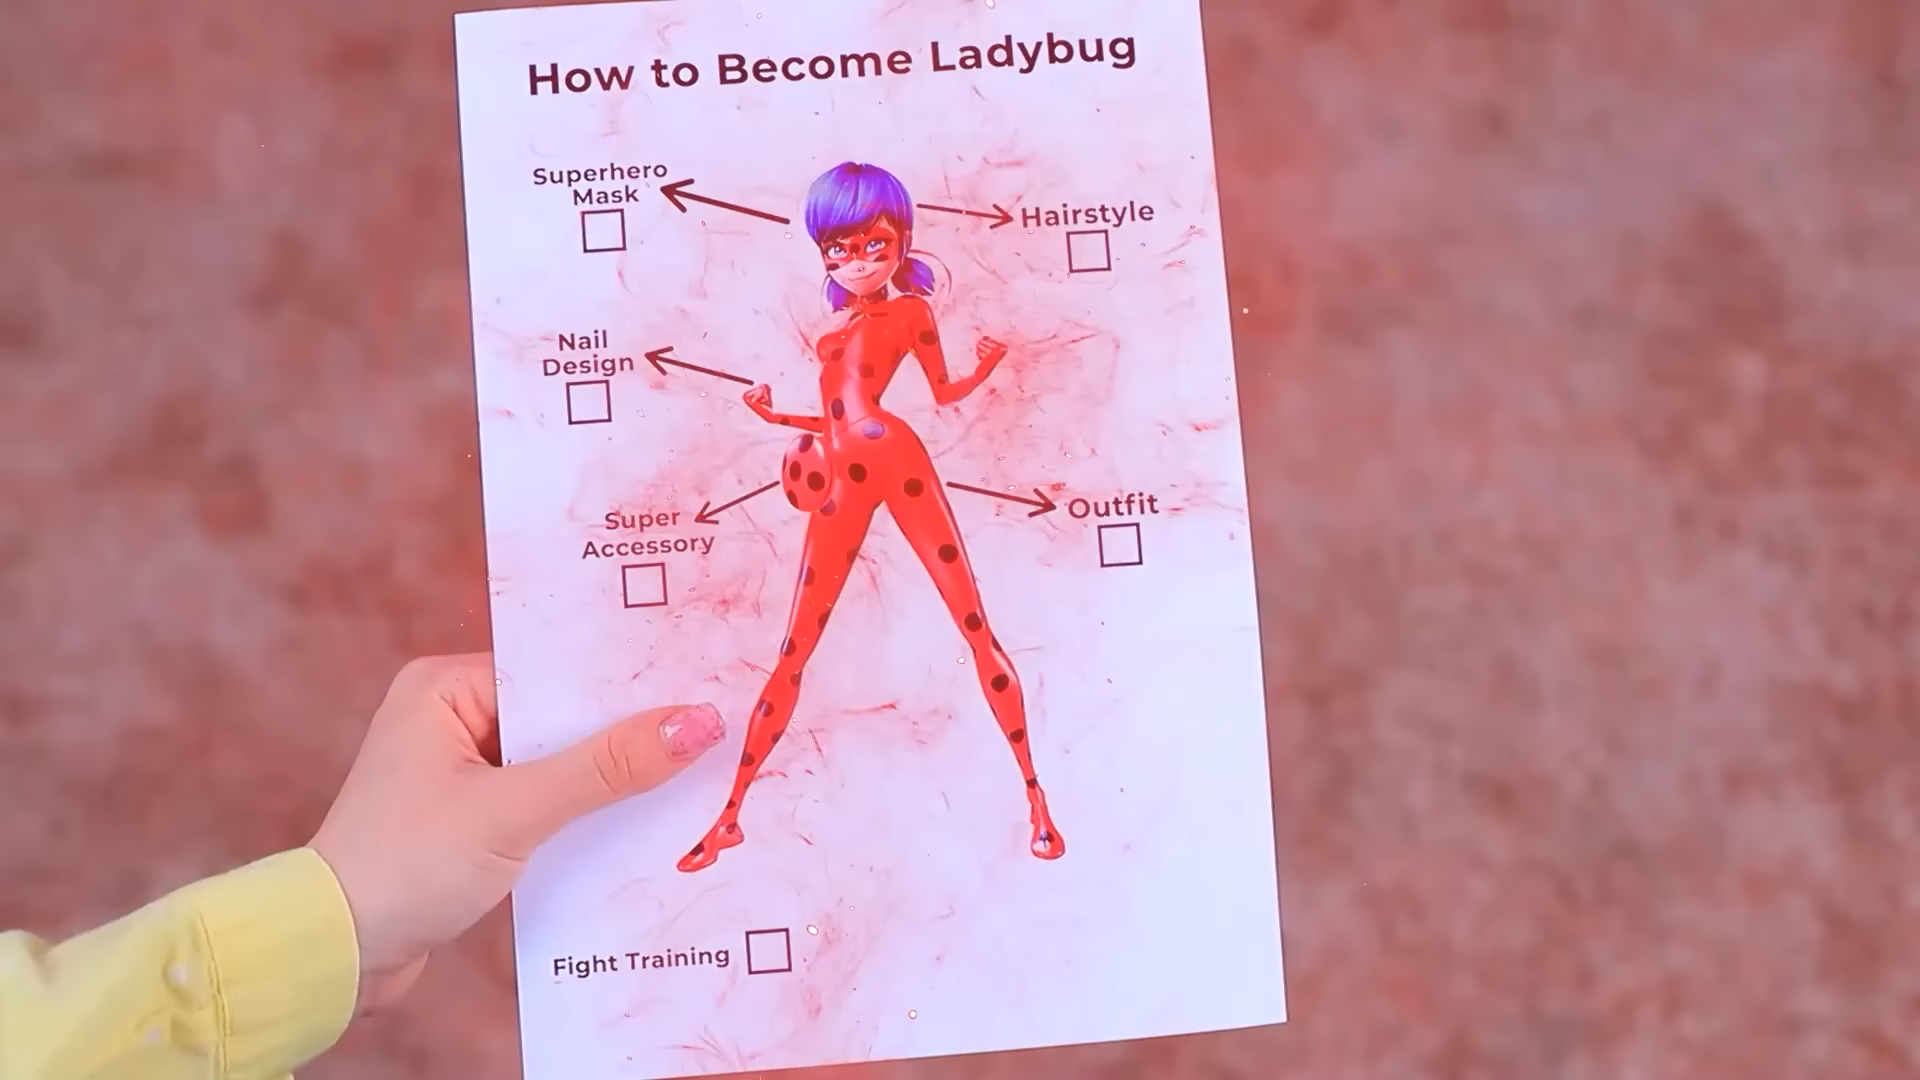 How to Become Ladybug
Superhero
Mask
Hairstyle
Nail
Design
Super
Accessory
Outfit
Fight Training